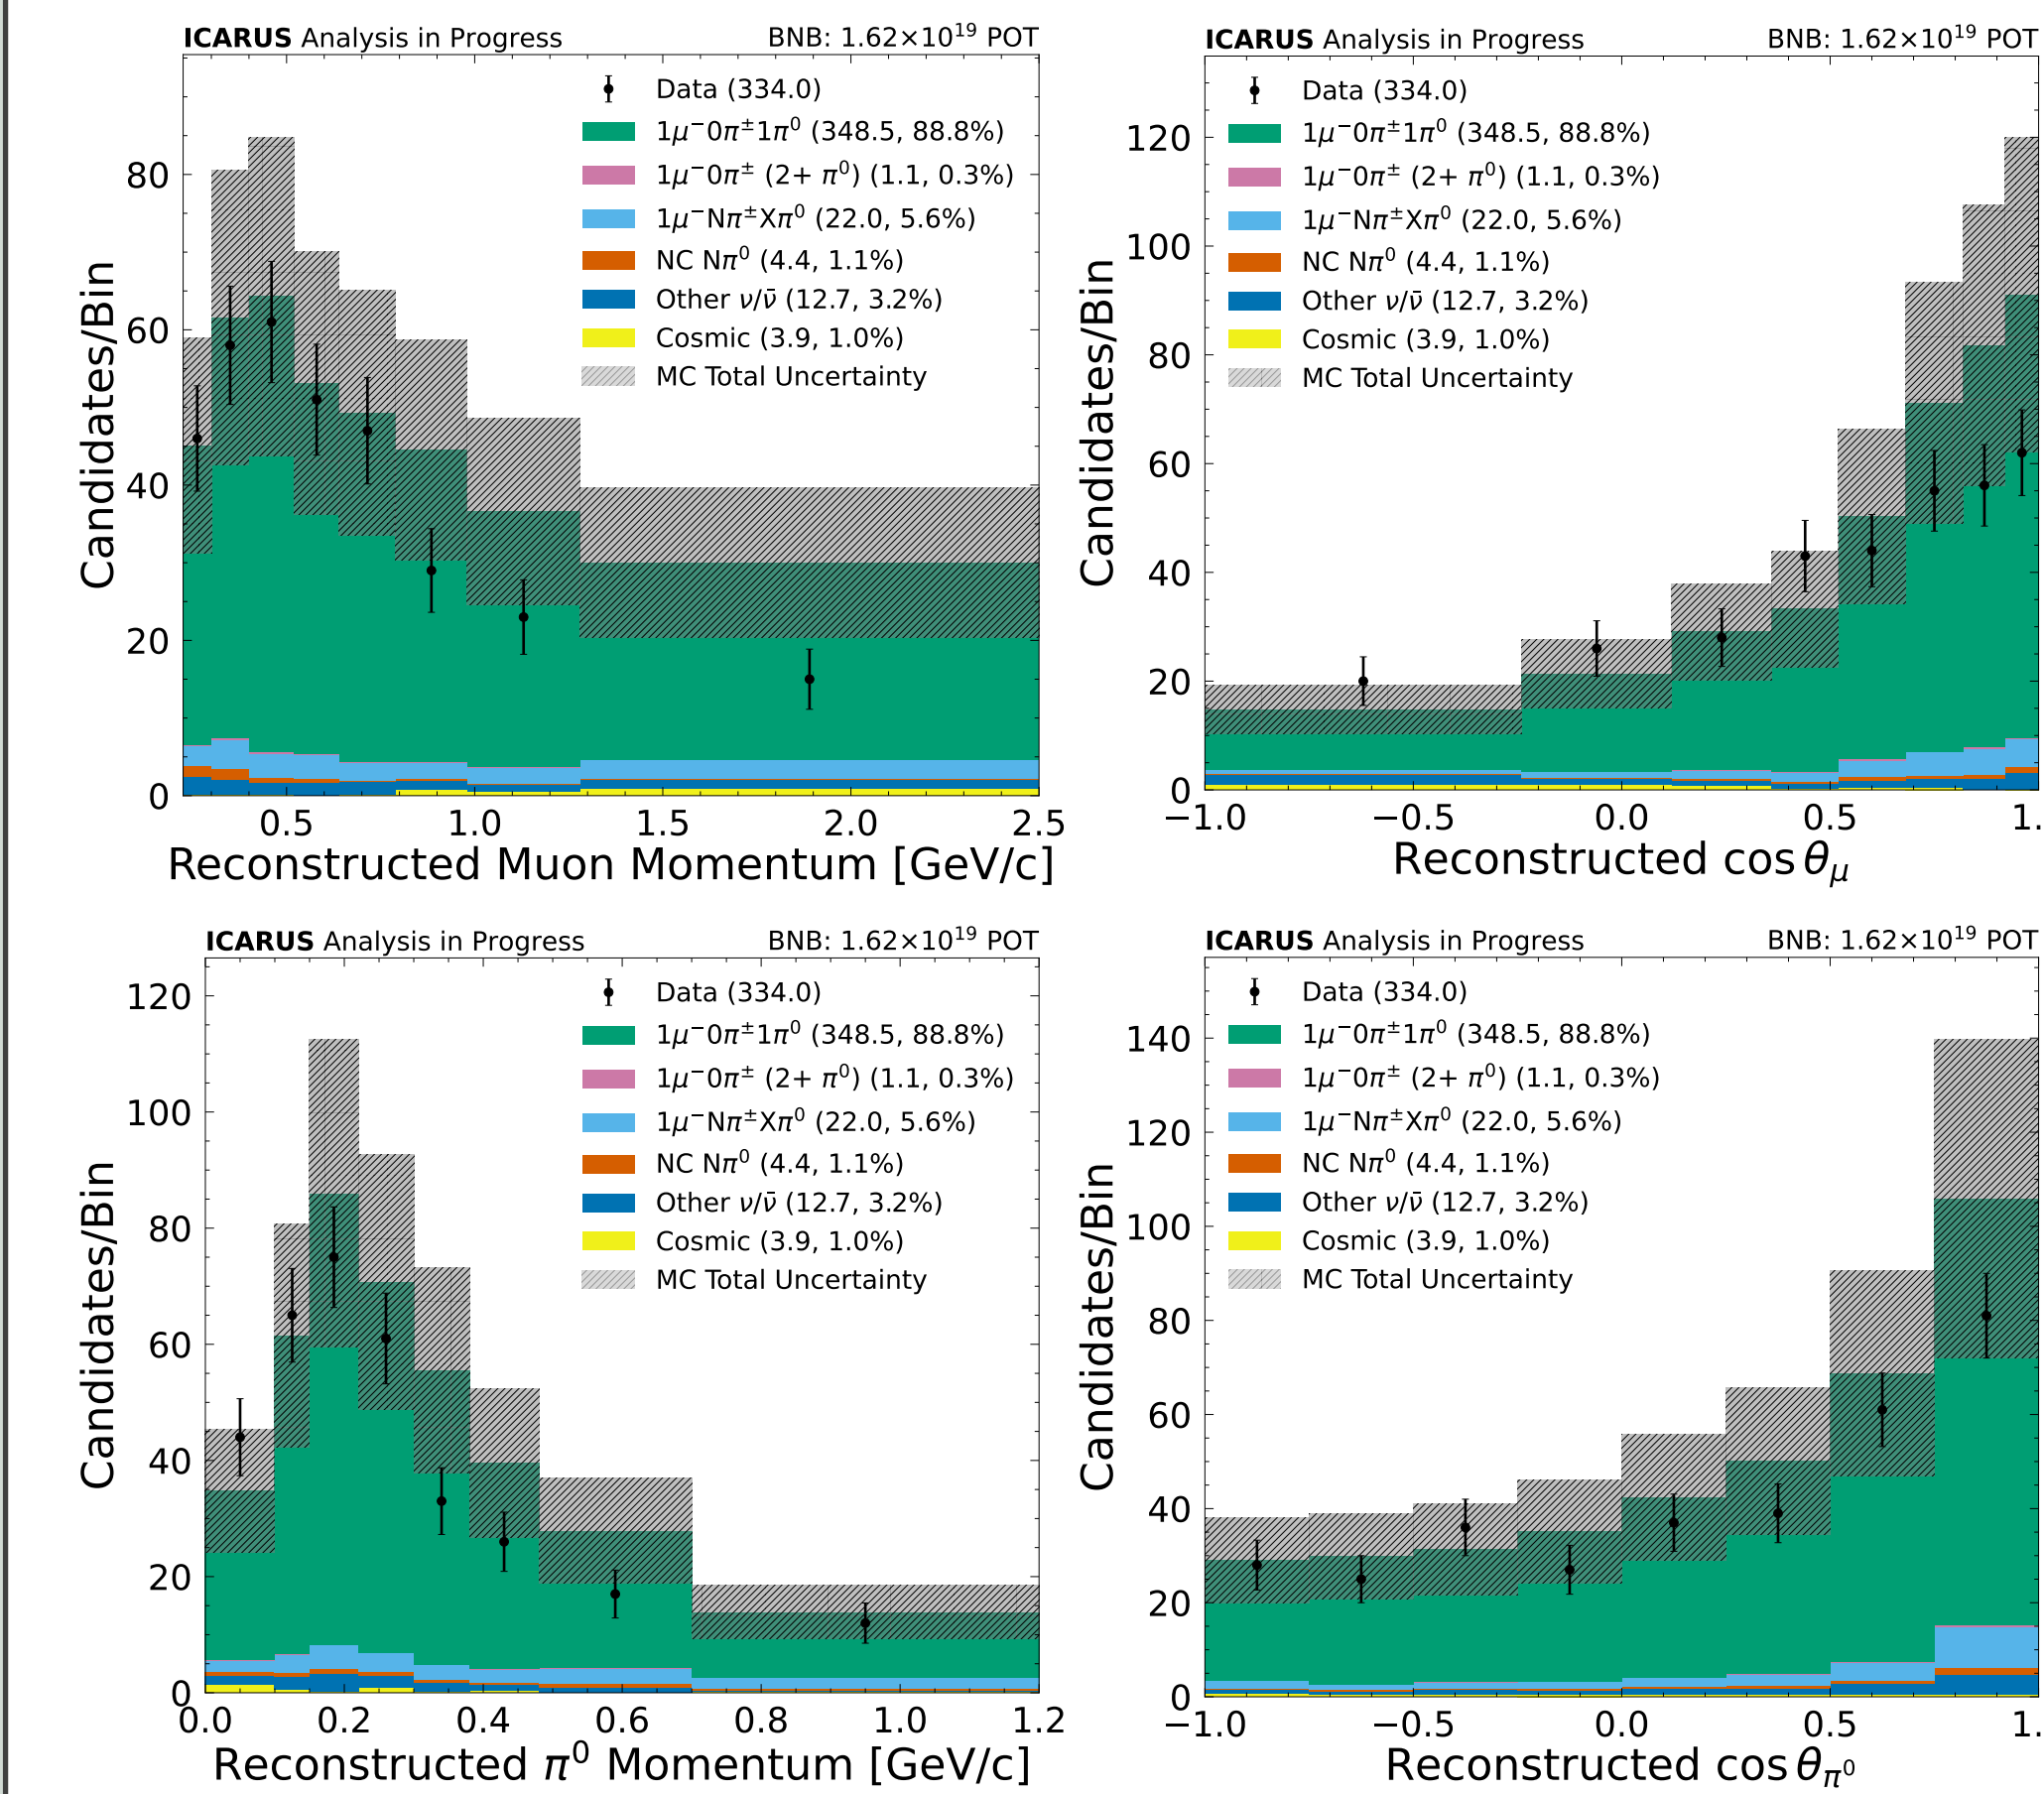 ICARUS Analysis in Progress BNB: 1.62×10¹⁹ POT
Data (334.0)
1μ⁻0π±1π⁰ (348.5, 88.8%)
1μ⁻0π± (2+ π⁰) (1.1, 0.3%)
1μ⁻Nπ±Xπ⁰ (22.0, 5.6%)
NC Nπ⁰ (4.4, 1.1%)
Other ν/ν̄ (12.7, 3.2%)
Cosmic (3.9, 1.0%)
MC Total Uncertainty
Candidates/Bin
80
60
40
20
0
0.5 1.0 1.5 2.0 2.5
Reconstructed Muon Momentum [GeV/c]
ICARUS Analysis in Progress BNB: 1.62×10¹⁹ POT
Data (334.0)
1μ⁻0π±1π⁰ (348.5, 88.8%)
1μ⁻0π± (2+ π⁰) (1.1, 0.3%)
1μ⁻Nπ±Xπ⁰ (22.0, 5.6%)
NC Nπ⁰ (4.4, 1.1%)
Other ν/ν̄ (12.7, 3.2%)
Cosmic (3.9, 1.0%)
MC Total Uncertainty
Candidates/Bin
120
100
80
60
40
20
0
−1.0 −0.5 0.0 0.5 1.
Reconstructed cos θμ
ICARUS Analysis in Progress BNB: 1.62×10¹⁹ POT
Data (334.0)
1μ⁻0π±1π⁰ (348.5, 88.8%)
1μ⁻0π± (2+ π⁰) (1.1, 0.3%)
1μ⁻Nπ±Xπ⁰ (22.0, 5.6%)
NC Nπ⁰ (4.4, 1.1%)
Other ν/ν̄ (12.7, 3.2%)
Cosmic (3.9, 1.0%)
MC Total Uncertainty
Candidates/Bin
120
100
80
60
40
20
0
0.0 0.2 0.4 0.6 0.8 1.0 1.2
Reconstructed π⁰ Momentum [GeV/c]
ICARUS Analysis in Progress BNB: 1.62×10¹⁹ POT
Data (334.0)
1μ⁻0π±1π⁰ (348.5, 88.8%)
1μ⁻0π± (2+ π⁰) (1.1, 0.3%)
1μ⁻Nπ±Xπ⁰ (22.0, 5.6%)
NC Nπ⁰ (4.4, 1.1%)
Other ν/ν̄ (12.7, 3.2%)
Cosmic (3.9, 1.0%)
MC Total Uncertainty
Candidates/Bin
140
120
100
80
60
40
20
0
−1.0 −0.5 0.0 0.5 1.
Reconstructed cos θπ⁰